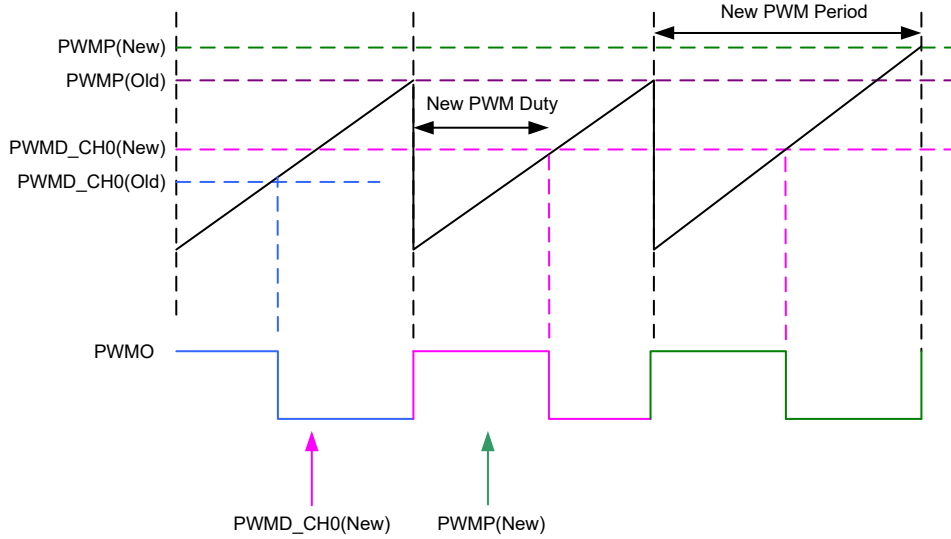 New PWM Period
PWMP(New)
PWMP(Old)
New PWM Duty
PWMD_CH0(New)
PWMD_CH0(Old)
PWMO
PWMD_CH0(New)
PWMP(New)